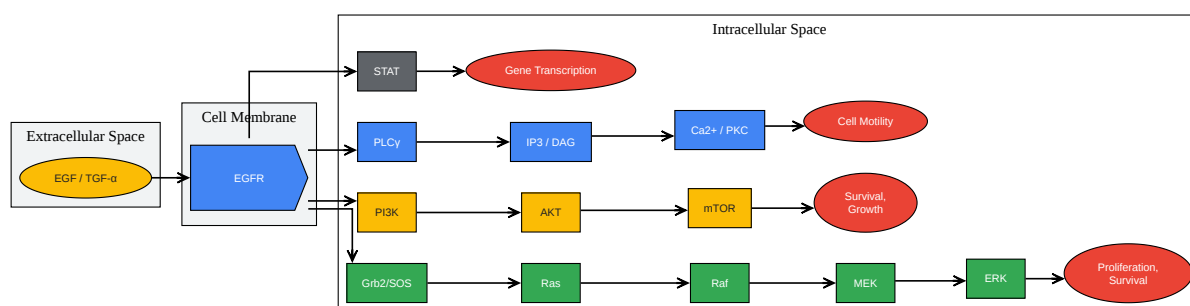 Intracellular Space
STAT
Gene Transcription
Cell Membrane
Extracellular Space
EGF / TGF-α
EGFR
PLCγ
IP3 / DAG
Ca2+ / PKC
Cell Motility
PI3K
AKT
mTOR
Survival,
Growth
Grb2/SOS
Ras
Raf
MEK
ERK
Proliferation,
Survival